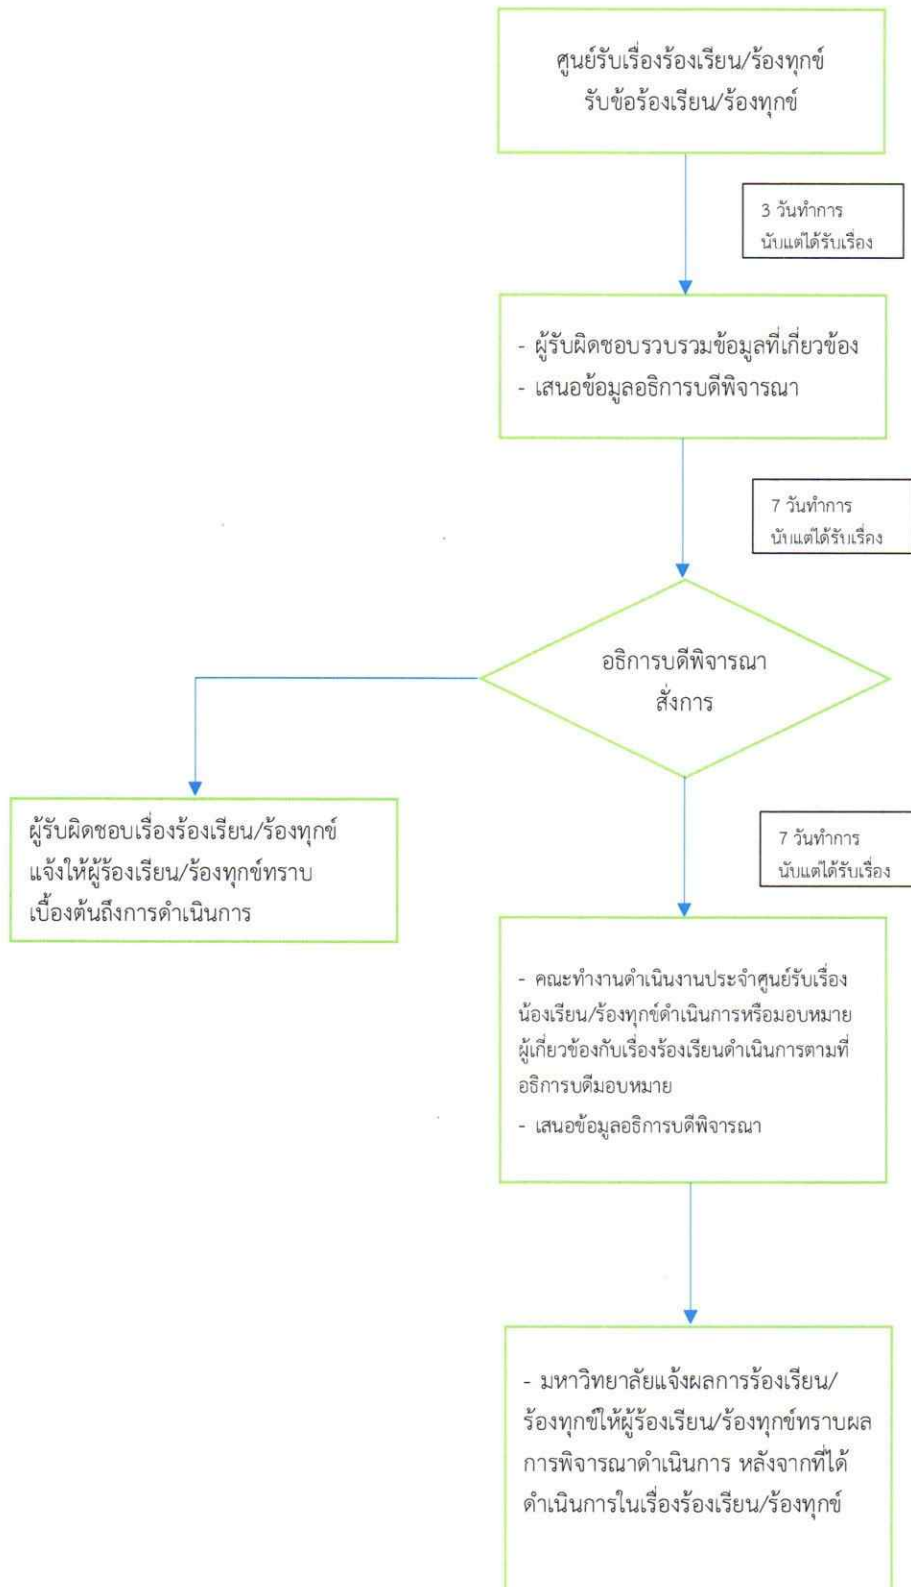 ศูนย์รับเรื่องร้องเรียน/ร้องทุกข์
รับข้อร้องเรียน/ร้องทุกข์
3 วันทำการ
นับแต่ได้รับเรื่อง
- ผู้รับผิดชอบรวบรวมข้อมูลที่เกี่ยวข้อง
- เสนอข้อมูลอธิการบดีพิจารณา
7 วันทำการ
นับแต่ได้รับเรื่อง
อธิการบดีพิจารณา
สั่งการ
ผู้รับผิดชอบเรื่องร้องเรียน/ร้องทุกข์
แจ้งให้ผู้ร้องเรียน/ร้องทุกข์ทราบ
เบื้องต้นถึงการดำเนินการ
7 วันทำการ
นับแต่ได้รับเรื่อง
- คณะทำงานดำเนินงานประจำศูนย์รับเรื่อง
น้องเรียน/ร้องทุกข์ดำเนินการหรือมอบหมาย
ผู้เกี่ยวข้องกับเรื่องร้องเรียนดำเนินการตามที่
อธิการบดีมอบหมาย
- เสนอข้อมูลอธิการบดีพิจารณา
- มหาวิทยาลัยแจ้งผลการร้องเรียน/
ร้องทุกข์ให้ผู้ร้องเรียน/ร้องทุกข์ทราบผล
การพิจารณาดำเนินการ หลังจากที่ได้
ดำเนินการในเรื่องร้องเรียน/ร้องทุกข์